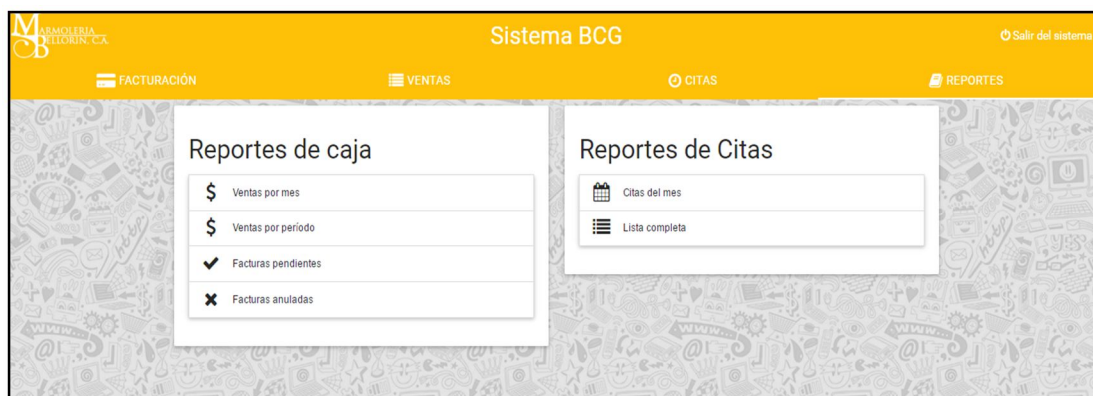 MARMOLERIA
BELLORIN, C.A.
Sistema BCG
Salir del sistema
FACTURACIÓN
VENTAS
CITAS
REPORTES
Reportes de caja
Ventas por mes
Ventas por período
Facturas pendientes
Facturas anuladas
Reportes de Citas
Citas del mes
Lista completa